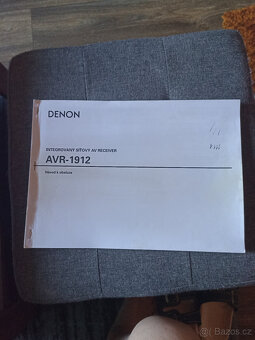 DENON
INTEGROVANÝ SÍŤOVÝ AV RECEIVER
AVR-1912
Návod k obsluze
Bazos.cz